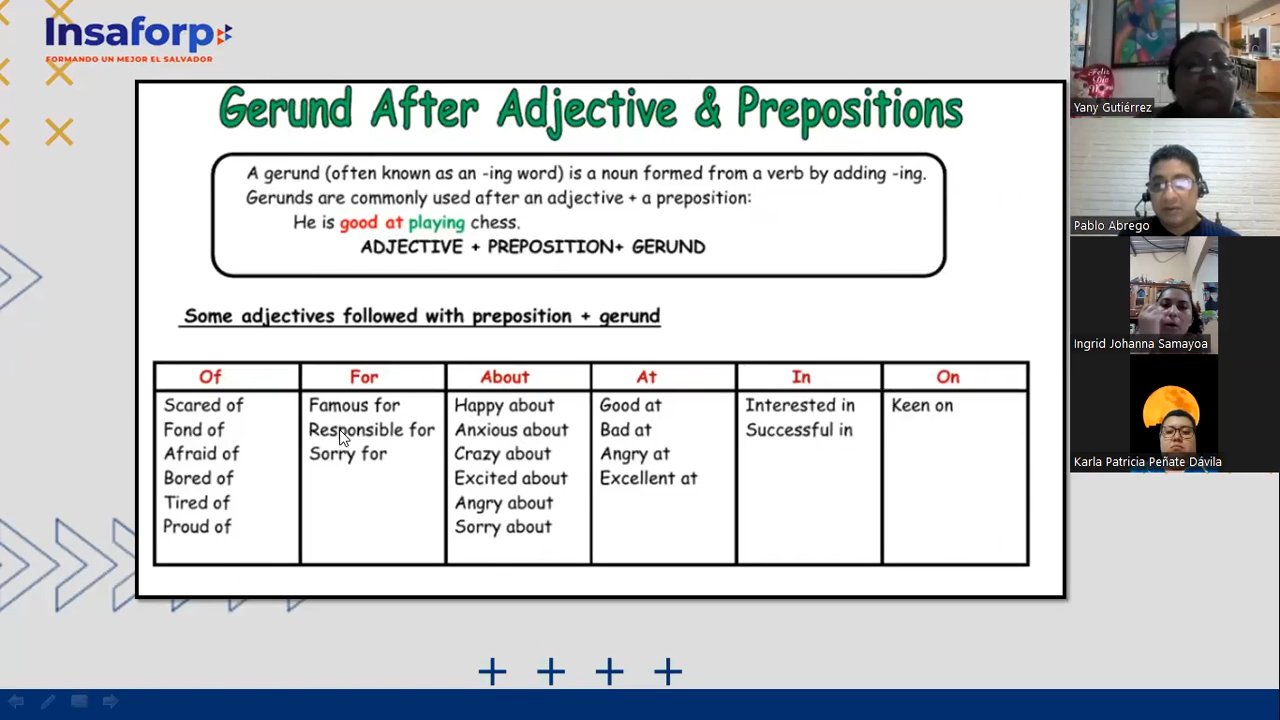 Insaforp
FORMANDO UN MEJOR EL SALVADOR
Gerund After Adjective & Prepositions
A gerund (often known as an -ing word) is a noun formed from a verb by adding -ing.
Gerunds are commonly used after an adjective + a preposition:
He is good at playing chess.
ADJECTIVE + PREPOSITION+ GERUND
Some adjectives followed with preposition + gerund
Of For About At In On
Scared of Famous for Happy about Good at Interested in Keen on
Fond of Responsible for Anxious about Bad at Successful in
Afraid of Sorry for Crazy about Angry at
Bored of Excited about Excellent at
Tired of Angry about
Proud of Sorry about
Feliz
Yany Gutiérrez
Pablo Abrego
Ingrid Johanna Samayoa
Karla Patricia Peñate Dávila